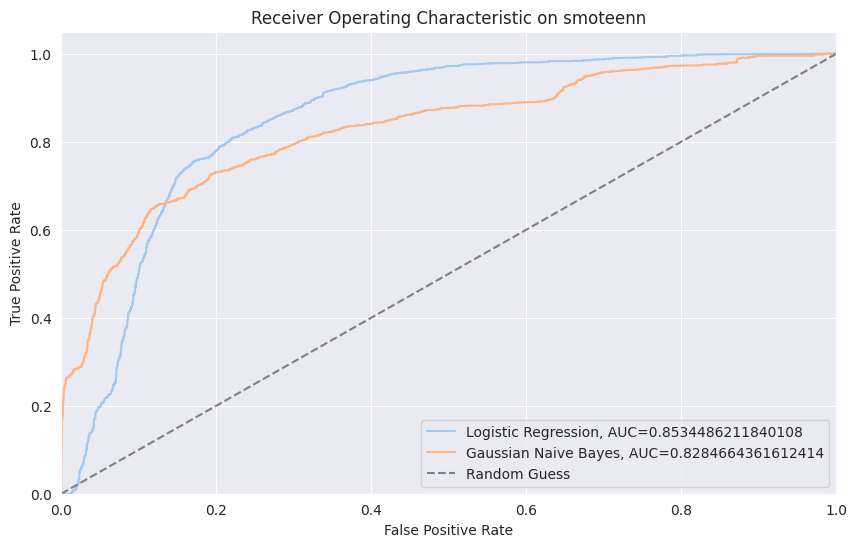 Receiver Operating Characteristic on smoteenn
True Positive Rate
1.0
0.8
0.6
0.4
0.2
0.0
Logistic Regression, AUC=0.8534486211840108
Gaussian Naive Bayes, AUC=0.8284664361612414
Random Guess
0.0 0.2 0.4 0.6 0.8 1.0
False Positive Rate